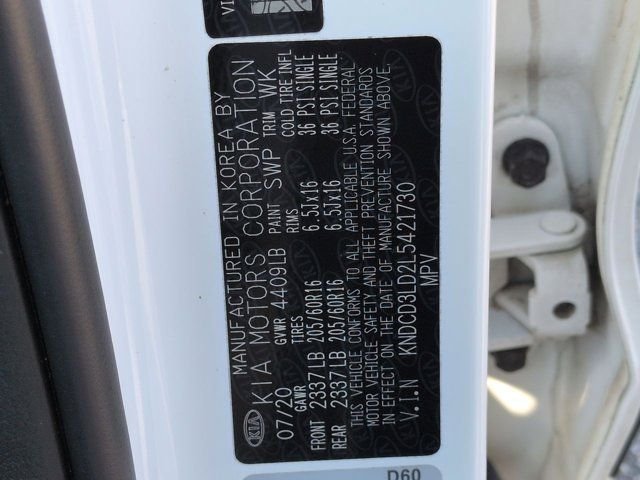 VI
KIA
MANUFACTURED IN KOREA BY
KIA MOTORS CORPORATION
07/20 GVWR 4409LB PAINT SWP TRIM WK
GAWR TIRES RIMS COLD TIRE INFL
FRONT 2337LB 205/60R16 6.5Jx16 36 PSI SINGLE
REAR 2337LB 205/60R16 6.5Jx16 36 PSI SINGLE
THIS VEHICLE CONFORMS TO ALL APPLICABLE U.S.A. FEDERAL
MOTOR VEHICLE SAFETY AND THEFT PREVENTION STANDARDS
IN EFFECT ON THE DATE OF MANUFACTURE SHOWN ABOVE.
V.I.N KNDCD3LD2L5421730
MPV
D60